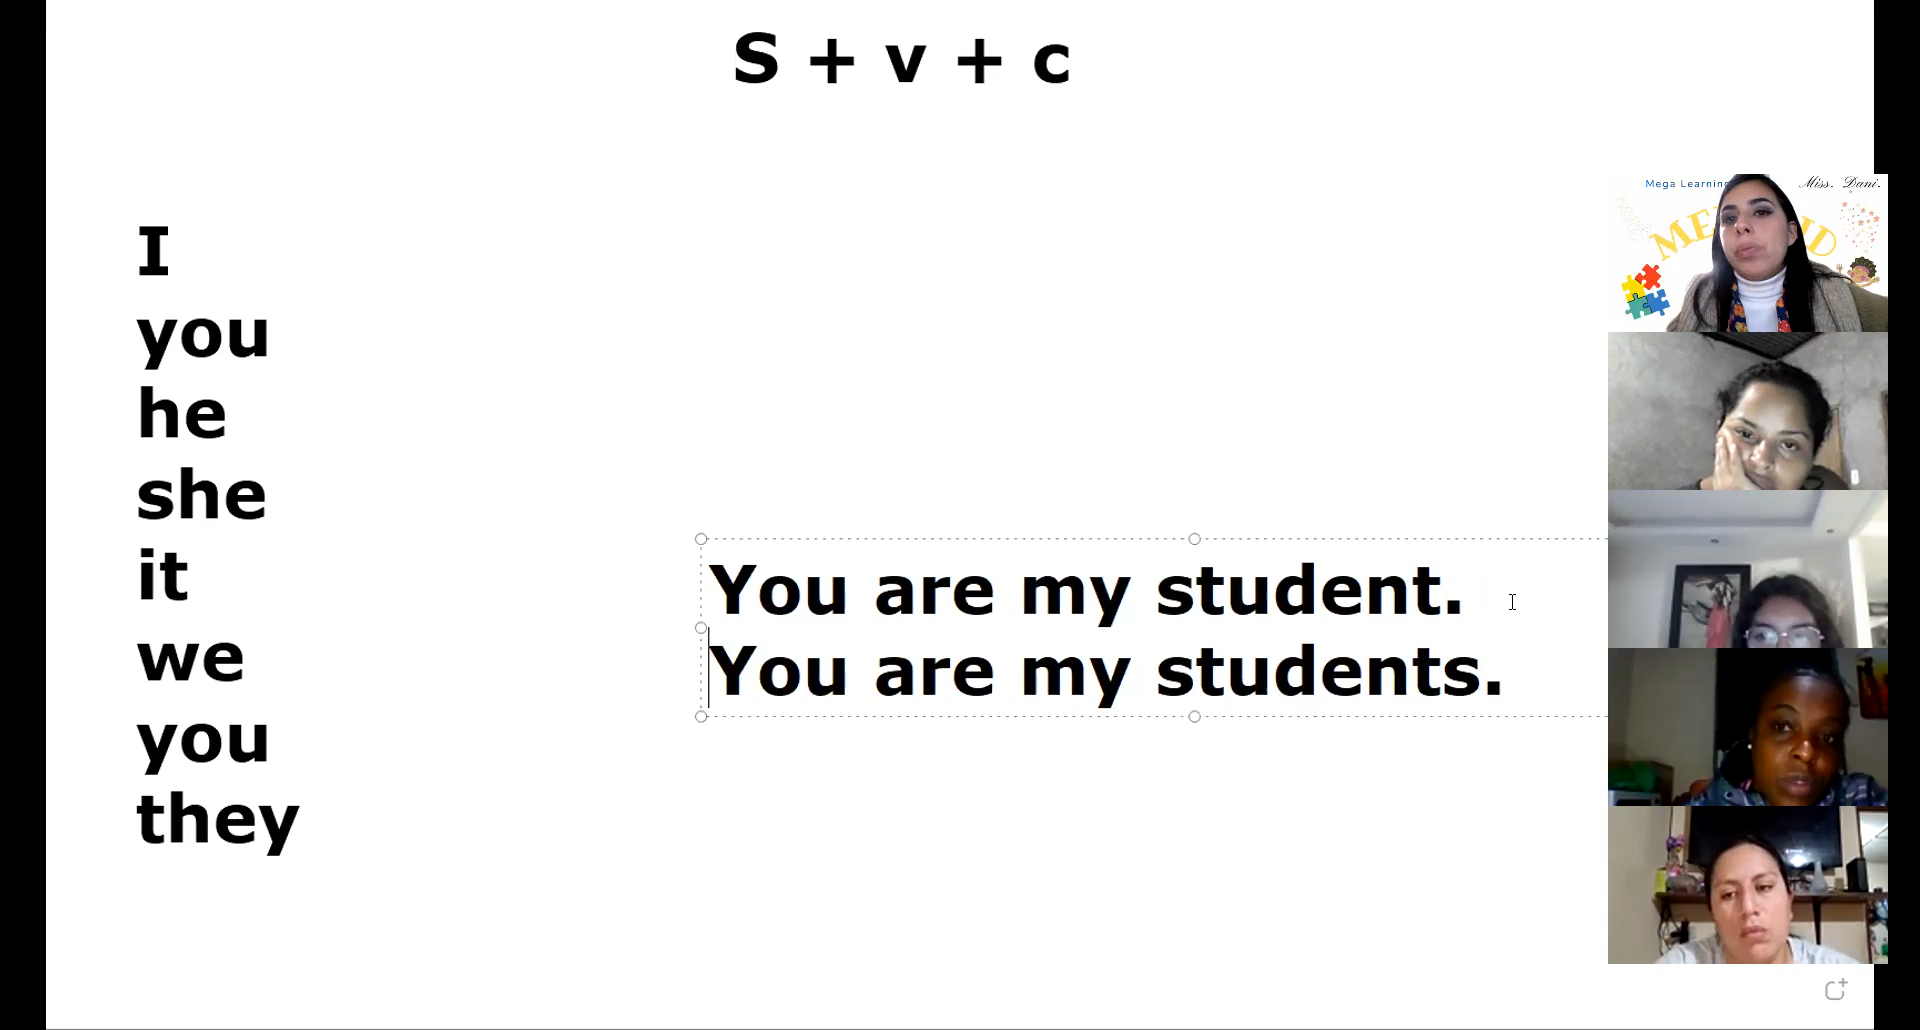 S + v + c
I
you
he
she
it
we
you
they
You are my student.
You are my students.
Mega Learning
Miss. Dani.